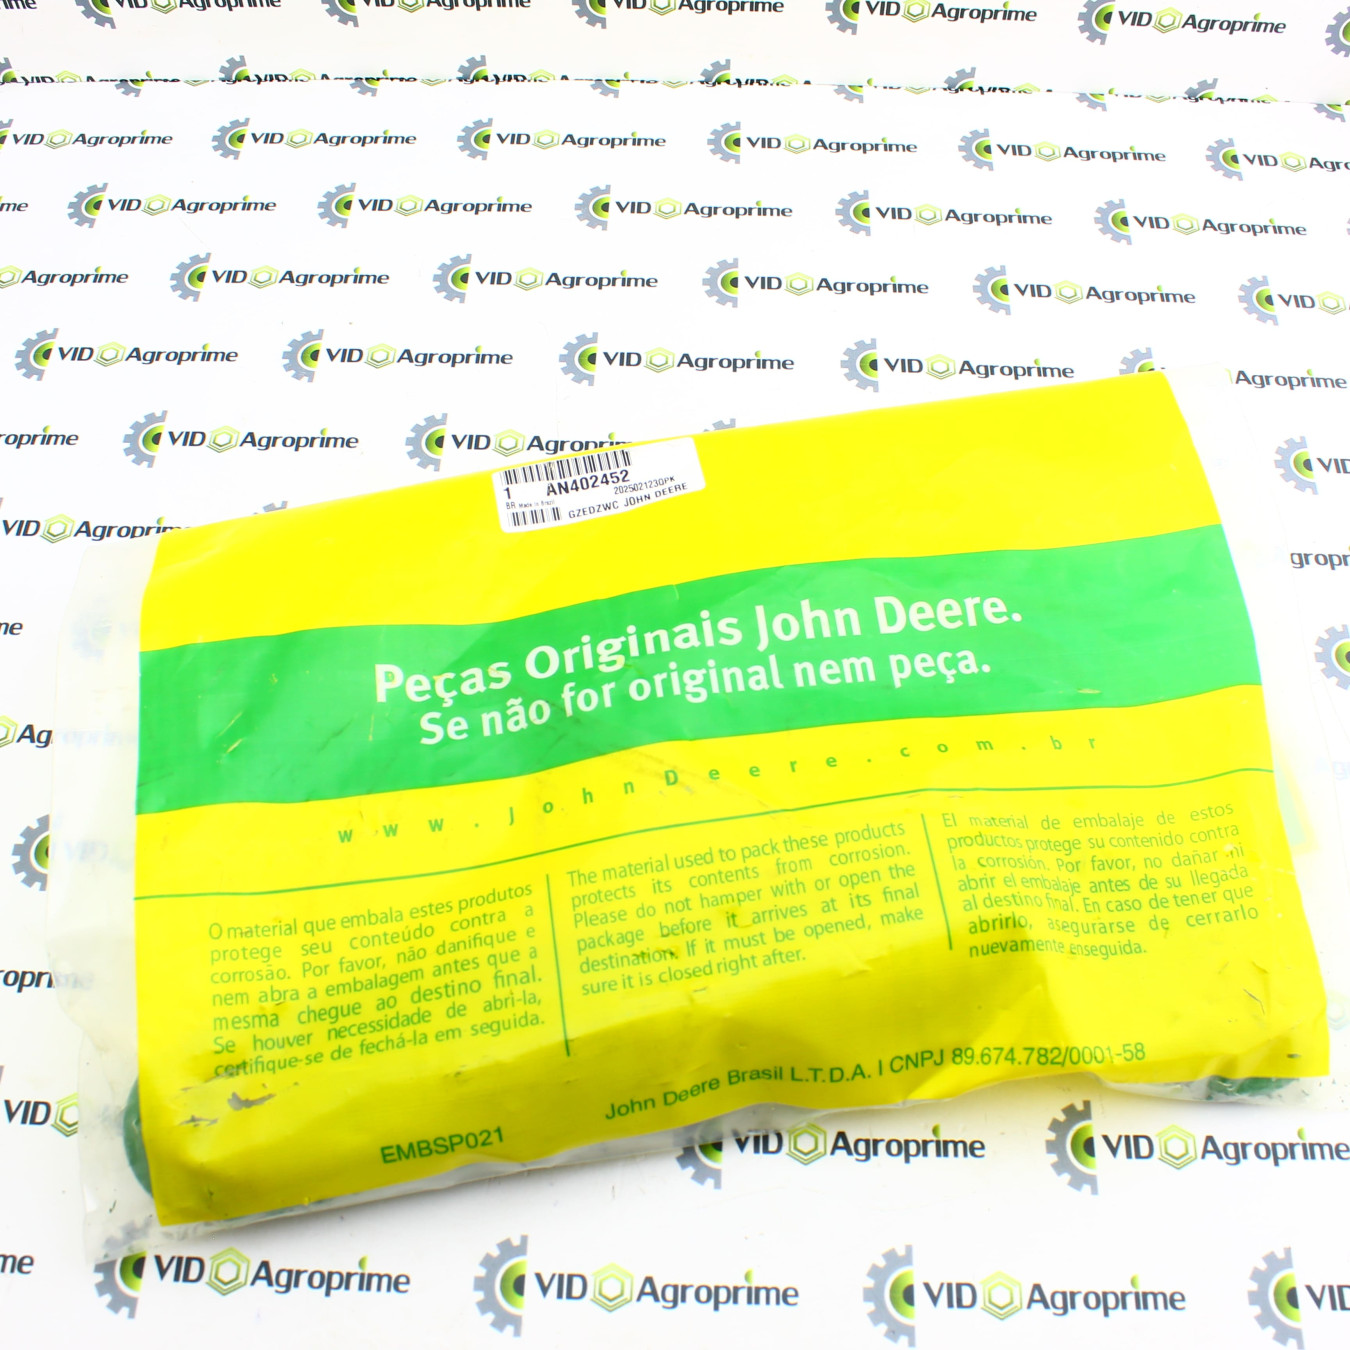 VID Agroprime
1 AN402452
202502123QPK
BR Made in Brazil
GZEDZWC JOHN DEERE
Peças Originais John Deere.
Se não for original nem peça.
www.JohnDeere.com.br
O material que embala estes produtos
protege seu conteúdo contra a
corrosão. Por favor, não danifique e
nem abra a embalagem antes que a
mesma chegue ao destino final.
Se houver necessidade de abri-la,
certifique-se de fechá-la em seguida.
The material used to pack these products
protects its contents from corrosion.
Please do not hamper with or open the
package before it arrives at its final
destination. If it must be opened, make
sure it is closed right after.
El material de embalaje de estos
productos protege su contenido contra
la corrosión. Por favor, no dañar ni
abrir el embalaje antes de su llegada
al destino final. En caso de tener que
abrirlo, asegurarse de cerrarlo
nuevamente enseguida.
John Deere Brasil L.T.D.A. I CNPJ 89.674.782/0001-58
EMBSP021